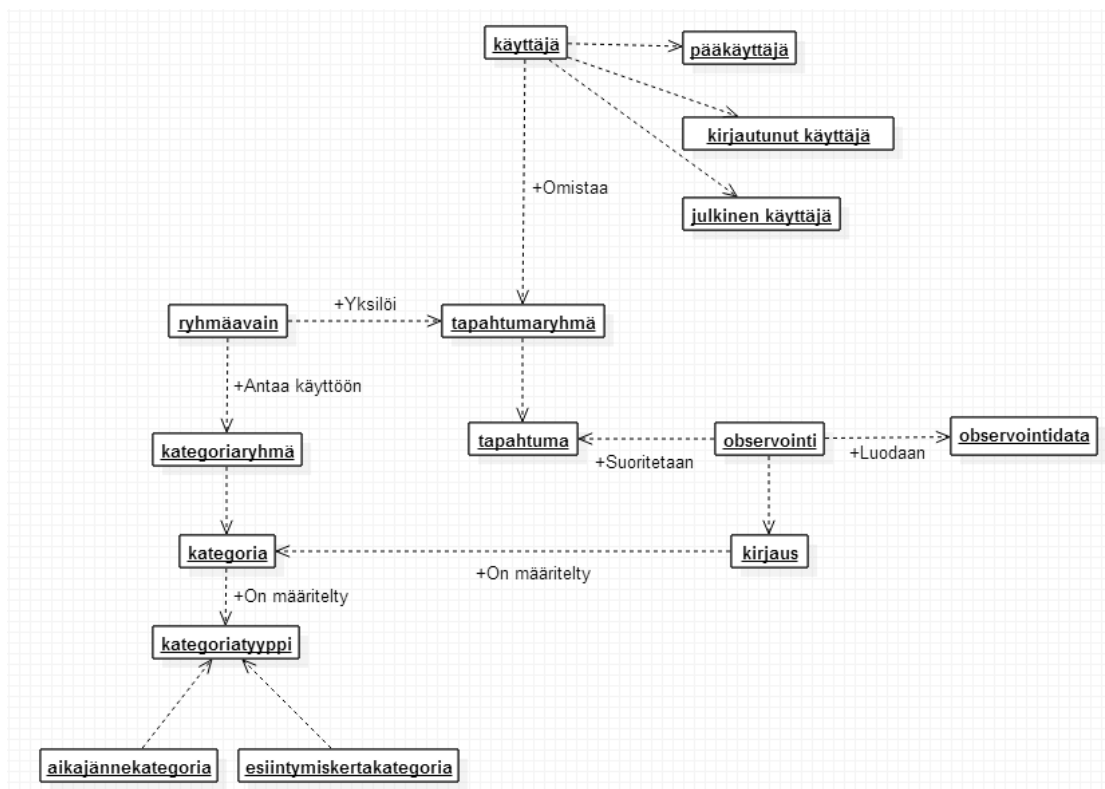 käyttäjä
pääkäyttäjä
kirjautunut käyttäjä
+Omistaa
julkinen käyttäjä
+Yksilöi
ryhmäavain
tapahtumaryhmä
+Antaa käyttöön
kategoriaryhmä
tapahtuma
observointi
observointidata
+Suoritetaan
+Luodaan
kategoria
kirjaus
+On määritelty
+On määritelty
kategoriatyyppi
aikajännekategoria
esiintymiskertakategoria